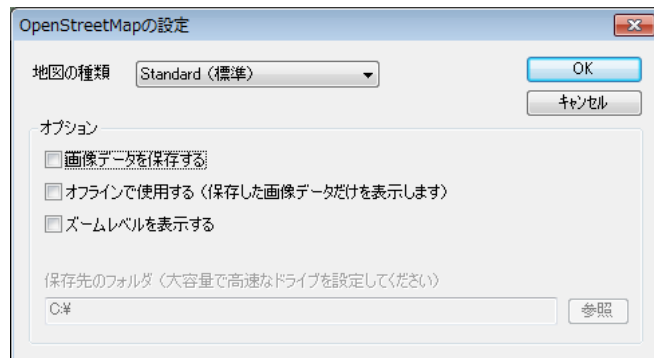 OpenStreetMapの設定
地図の種類 Standard (標準)
OK
キャンセル
オプション
画像データを保存する
オフラインで使用する (保存した画像データだけを表示します)
ズームレベルを表示する
保存先のフォルダ (大容量で高速なドライブを設定してください)
C:¥ 参照